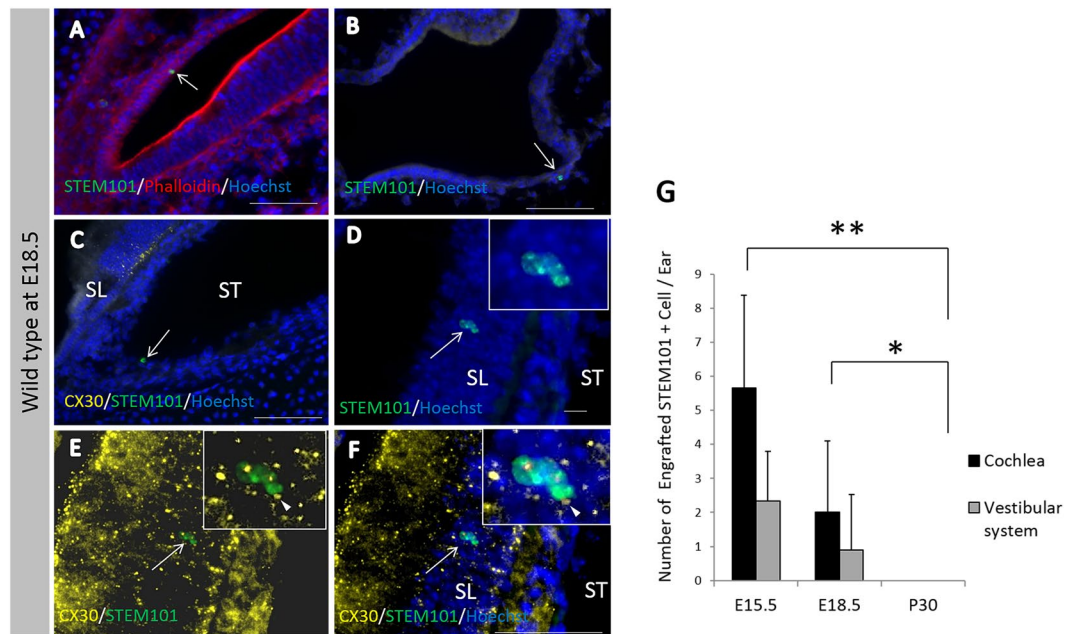 Wild type at E18.5
A
STEM101/Phalloidin/Hoechst
B
STEM101/Hoechst
C
SL
ST
CX30/STEM101/Hoechst
D
SL
ST
STEM101/Hoechst
E
CX30/STEM101
F
SL
ST
CX30/STEM101/Hoechst
G
**
*
Number of Engrafted STEM101 + Cell / Ear
9
8
7
6
5
4
3
2
1
0
E15.5
E18.5
P30
Cochlea
Vestibular
system